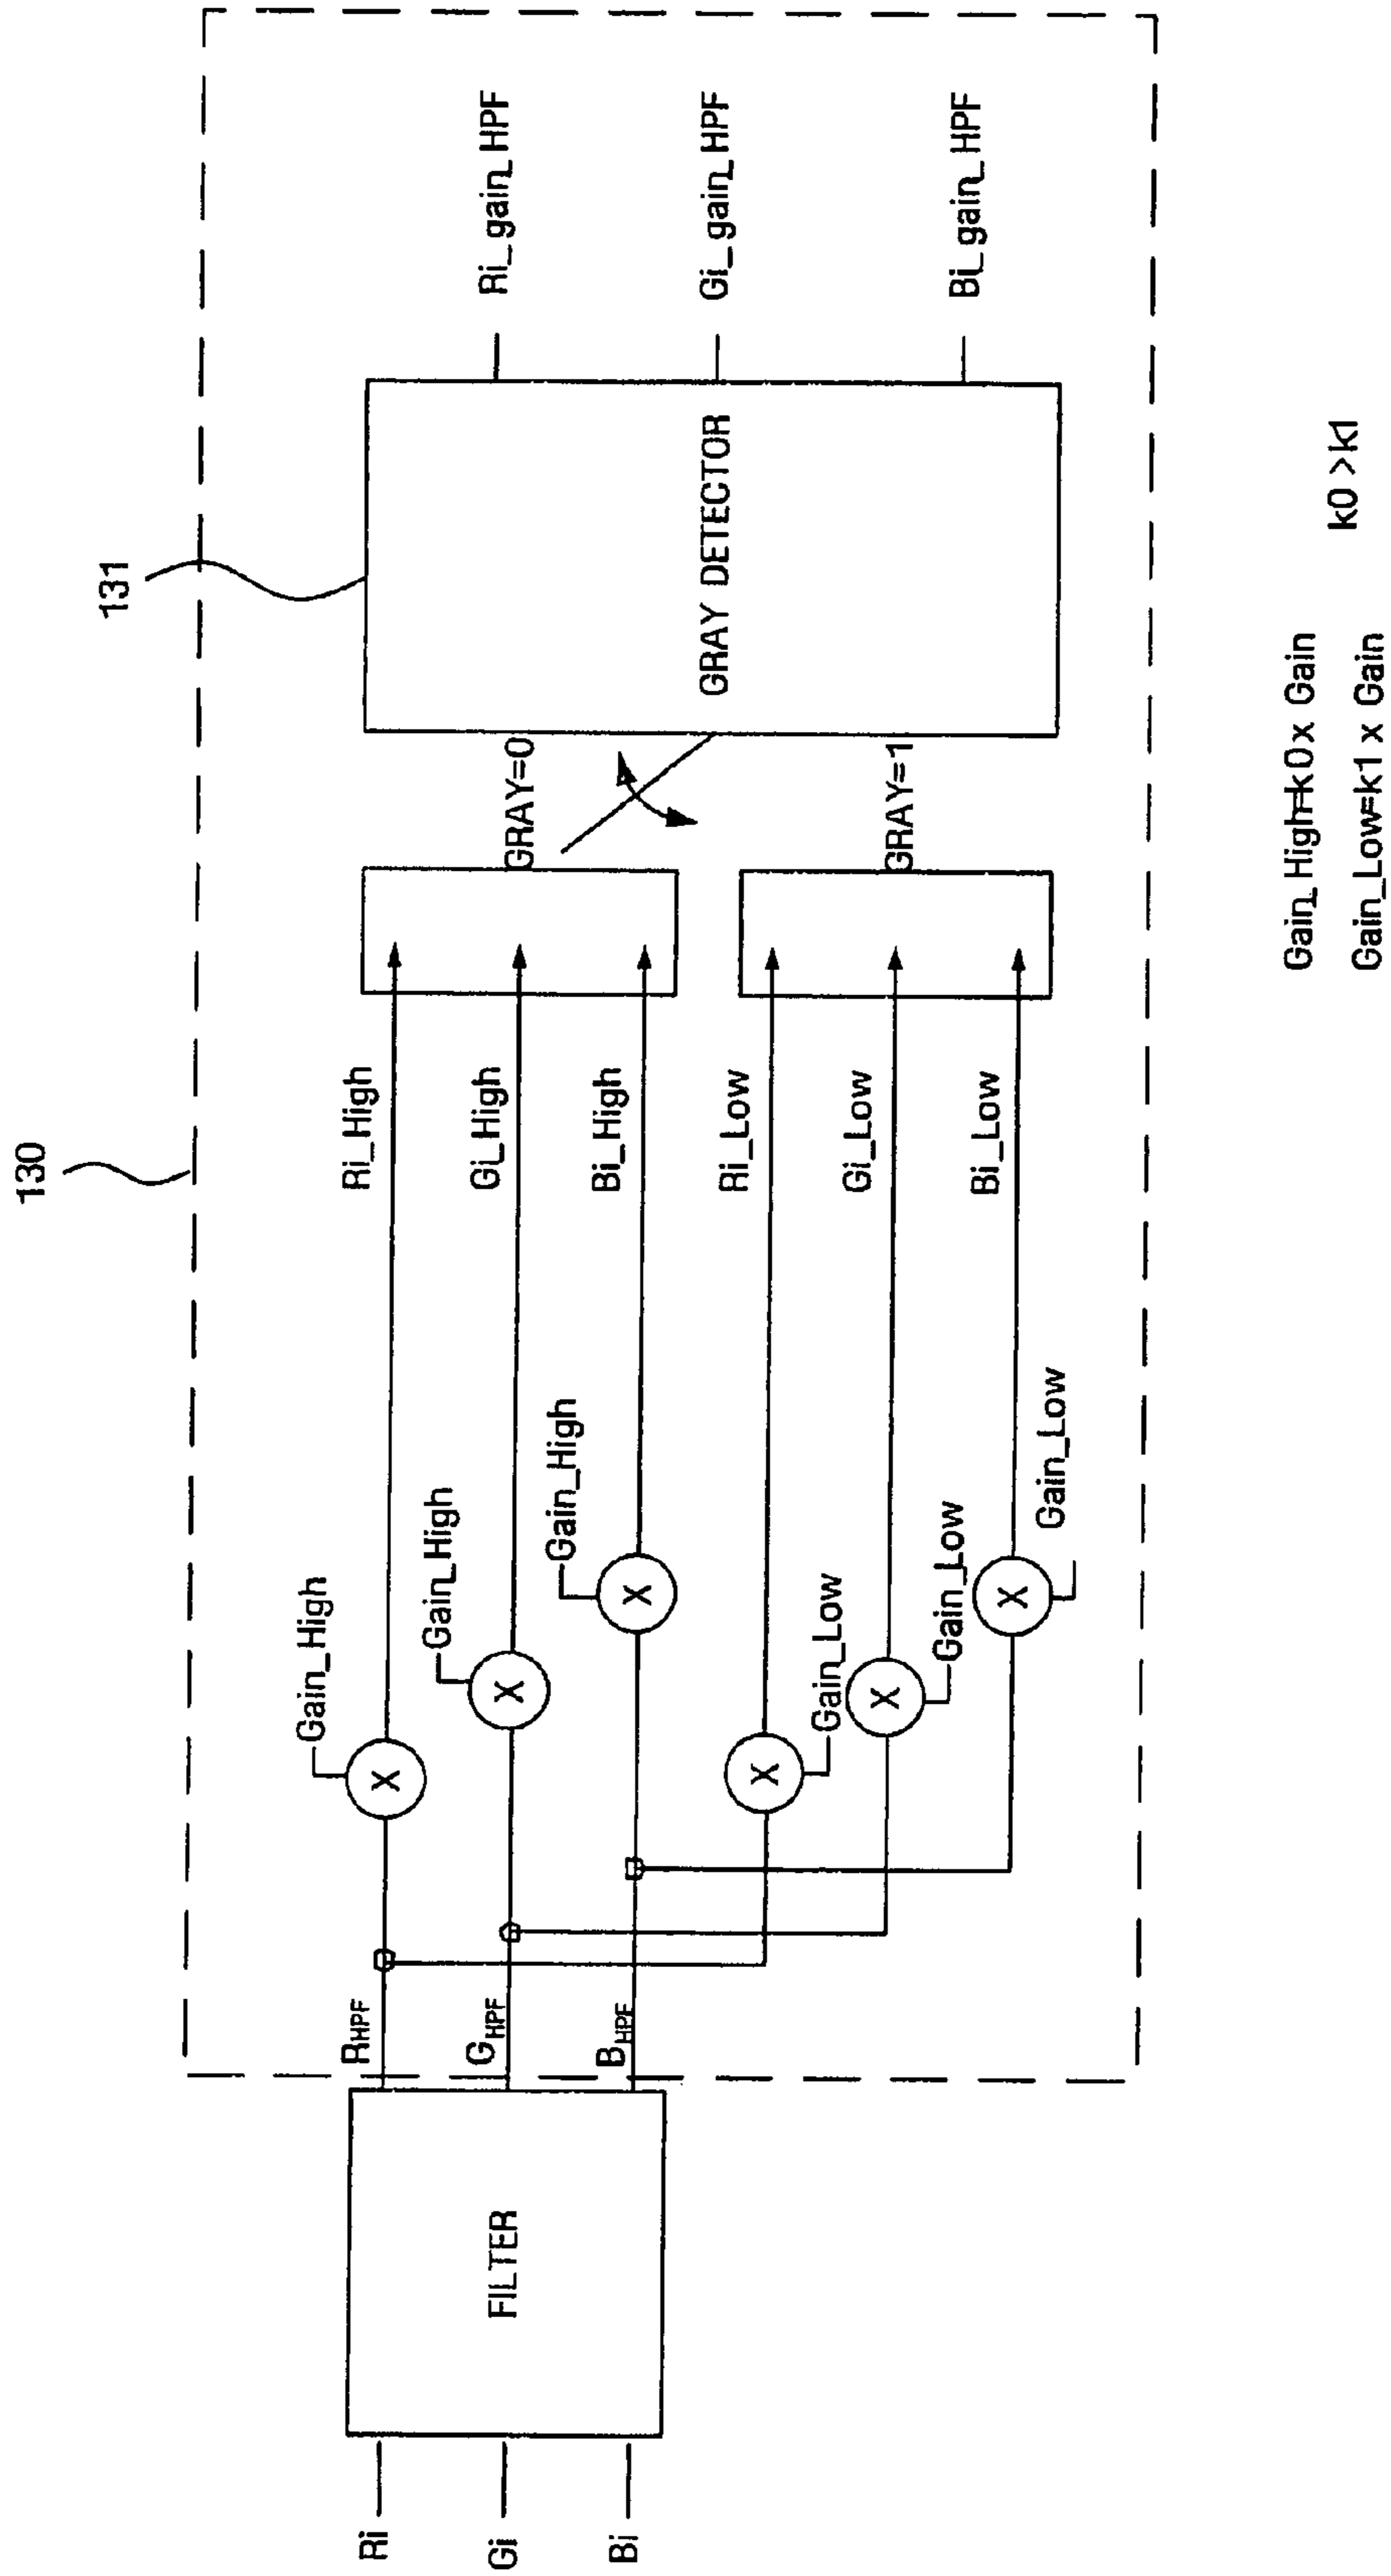 130
131
Ri
Gi
Bi
FILTER
RHPF
GHPF
BHPF
Gain_High
Gain_High
Gain_High
Gain_Low
Gain_Low
Gain_Low
X
X
X
X
X
X
Ri_High
Gi_High
Bi_High
Ri_Low
Gi_Low
Bi_Low
GRAY=0
GRAY=1
GRAY DETECTOR
Ri_gain_HPF
Gi_gain_HPF
Bi_gain_HPF
Gain_High=k0 x Gain
Gain_Low=k1 x Gain
k0 >k1